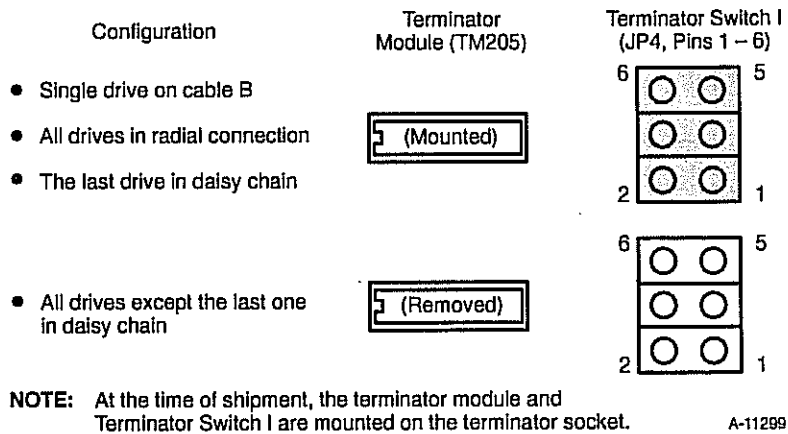 Configuration
Terminator
Module (TM205)
Terminator Switch I
(JP4, Pins 1 – 6)
• Single drive on cable B
• All drives in radial connection
• The last drive in daisy chain
(Mounted)
6 5
2 1
• All drives except the last one
in daisy chain
(Removed)
6 5
2 1
NOTE: At the time of shipment, the terminator module and
Terminator Switch I are mounted on the terminator socket.
A-11299